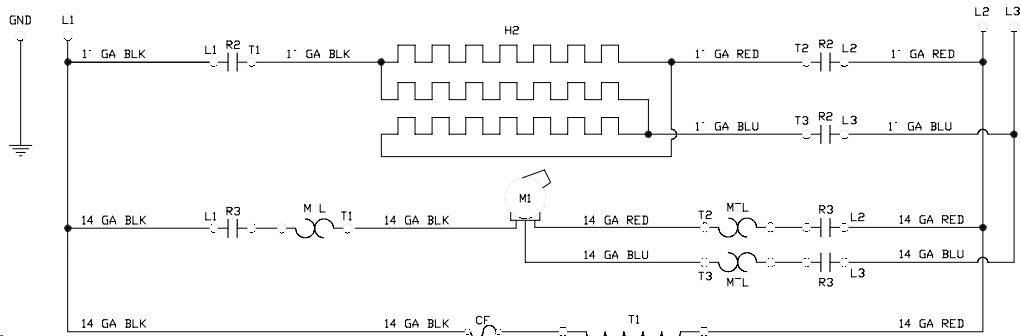 GND L1 L2 L3
H2
GA BLK L1 R2 T1 GA BLK GA RED T2 R2 L2 GA RED
GA BLU T3 R2 L3 GA BLU
M1
14 GA BLK L1 R3 T1 14 GA BLK 14 GA RED T2 R3 L2 14 GA RED
14 GA BLU T3 R3 L3 14 GA BLU
14 GA BLK 14 GA BLK CF T1 14 GA RED